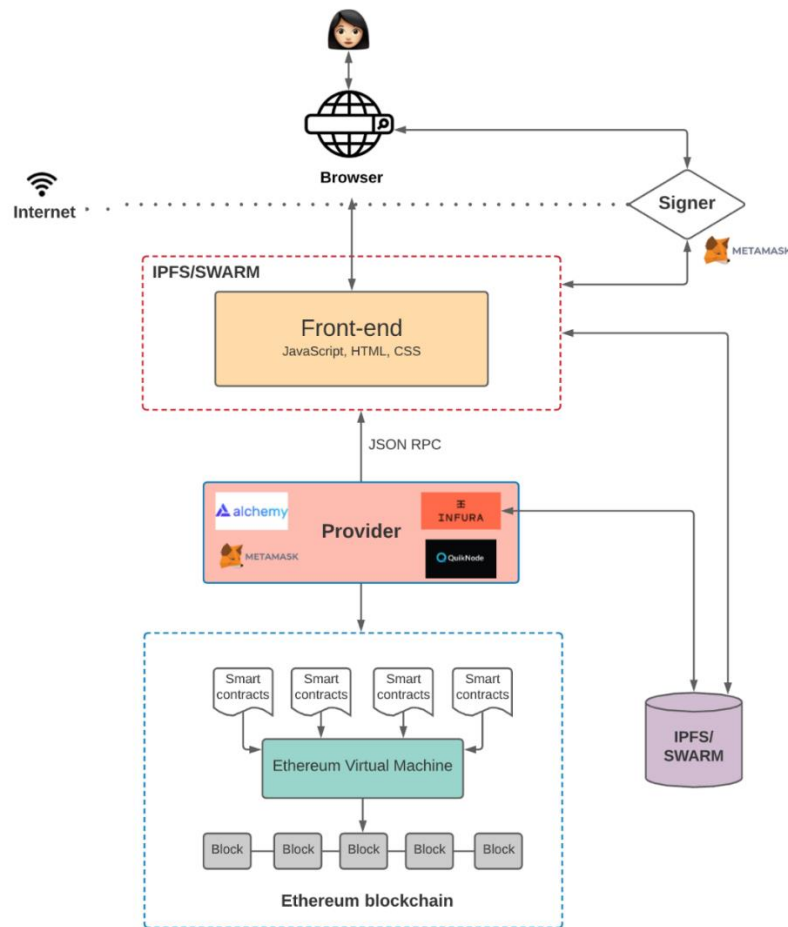 Browser
Internet
Signer
METAMASK
IPFS/SWARM
Front-end
JavaScript, HTML, CSS
JSON RPC
alchemy
INFURA
Provider
METAMASK
QuikNode
Smart
contracts
Smart
contracts
Smart
contracts
Smart
contracts
IPFS/
SWARM
Ethereum Virtual Machine
Block
Block
Block
Block
Block
Ethereum blockchain